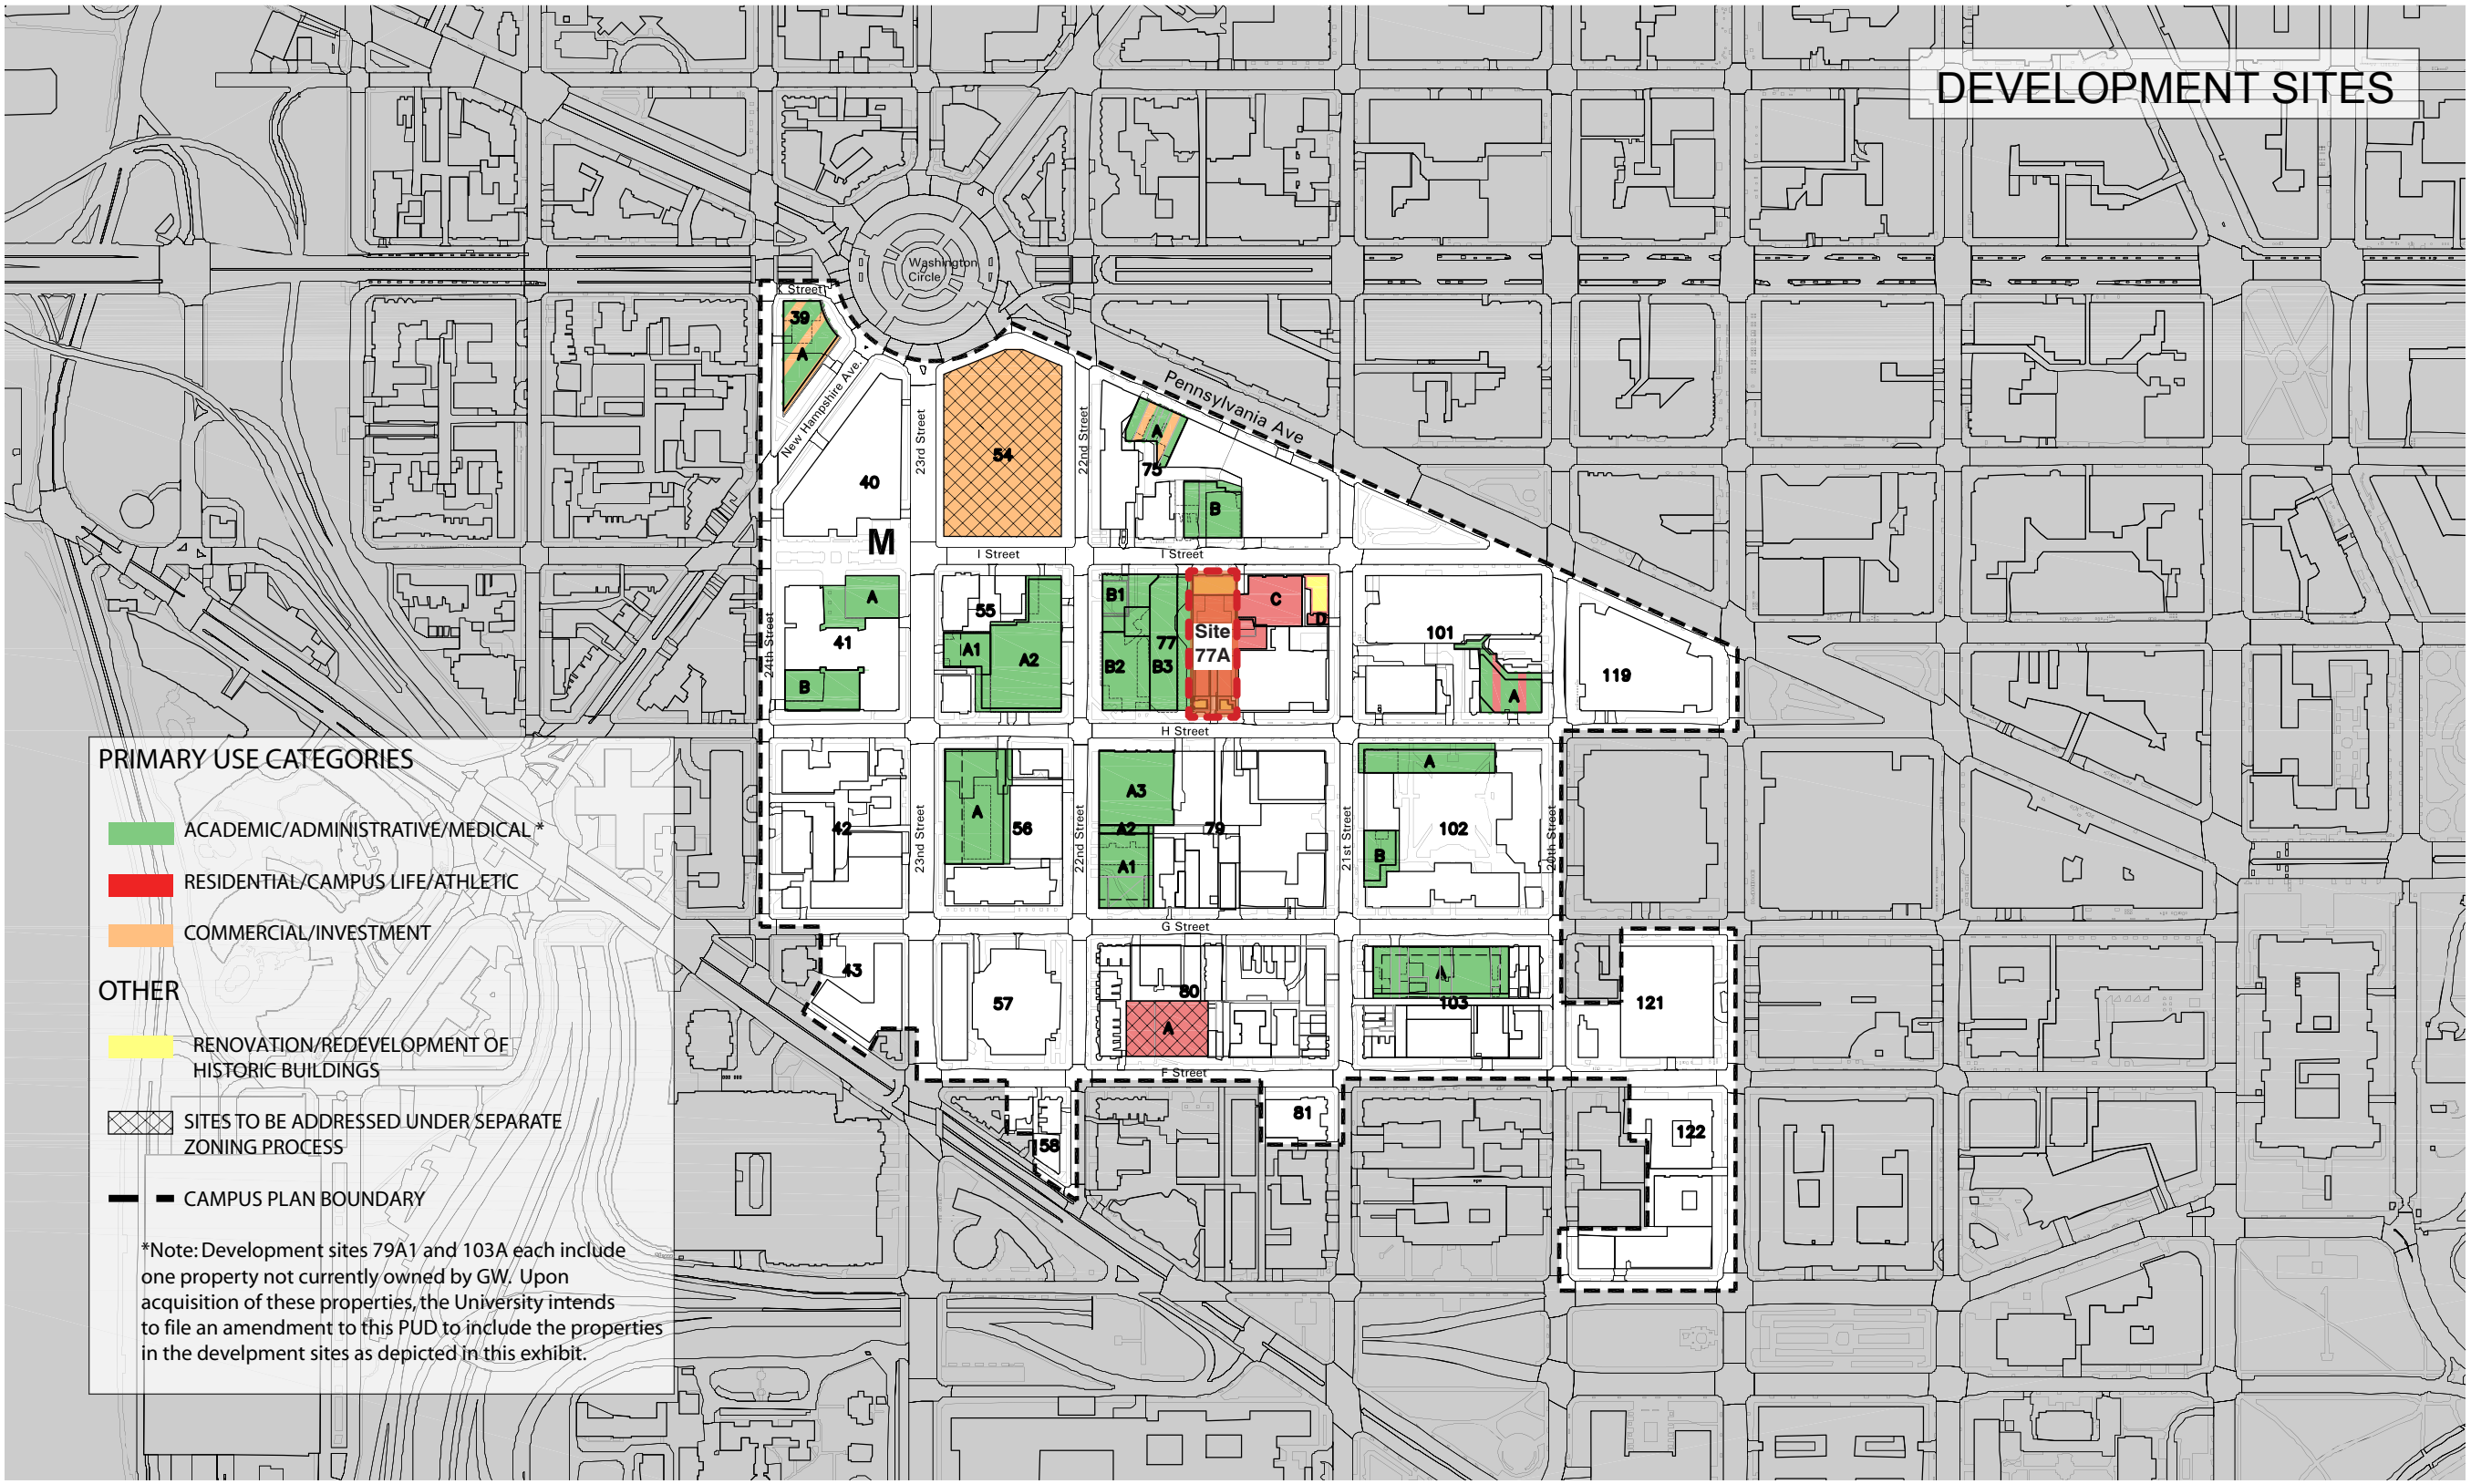 DEVELOPMENT SITES
Washington
Circle
K Street
39
A
New Hampshire Ave.
23rd Street
54
22nd Street
Pennsylvania Ave
A
75
B
40
M
I Street
I Street
24th Street
A
41
B
55
A1
A2
B1
B2
77
B3
Site
77A
C
D
101
A
119
H Street
42
23nd Street
A
56
22nd Street
A3
A2
A1
79
21st Street
A
102
B
20th Street
G Street
43
57
80
A
A
103
121
F Street
58
81
122
PRIMARY USE CATEGORIES
ACADEMIC/ADMINISTRATIVE/MEDICAL *
RESIDENTIAL/CAMPUS LIFE/ATHLETIC
COMMERCIAL/INVESTMENT
OTHER
RENOVATION/REDEVELOPMENT OF
HISTORIC BUILDINGS
SITES TO BE ADDRESSED UNDER SEPARATE
ZONING PROCESS
CAMPUS PLAN BOUNDARY
*Note: Development sites 79A1 and 103A each include
one property not currently owned by GW. Upon
acquisition of these properties, the University intends
to file an amendment to this PUD to include the properties
in the develpment sites as depicted in this exhibit.